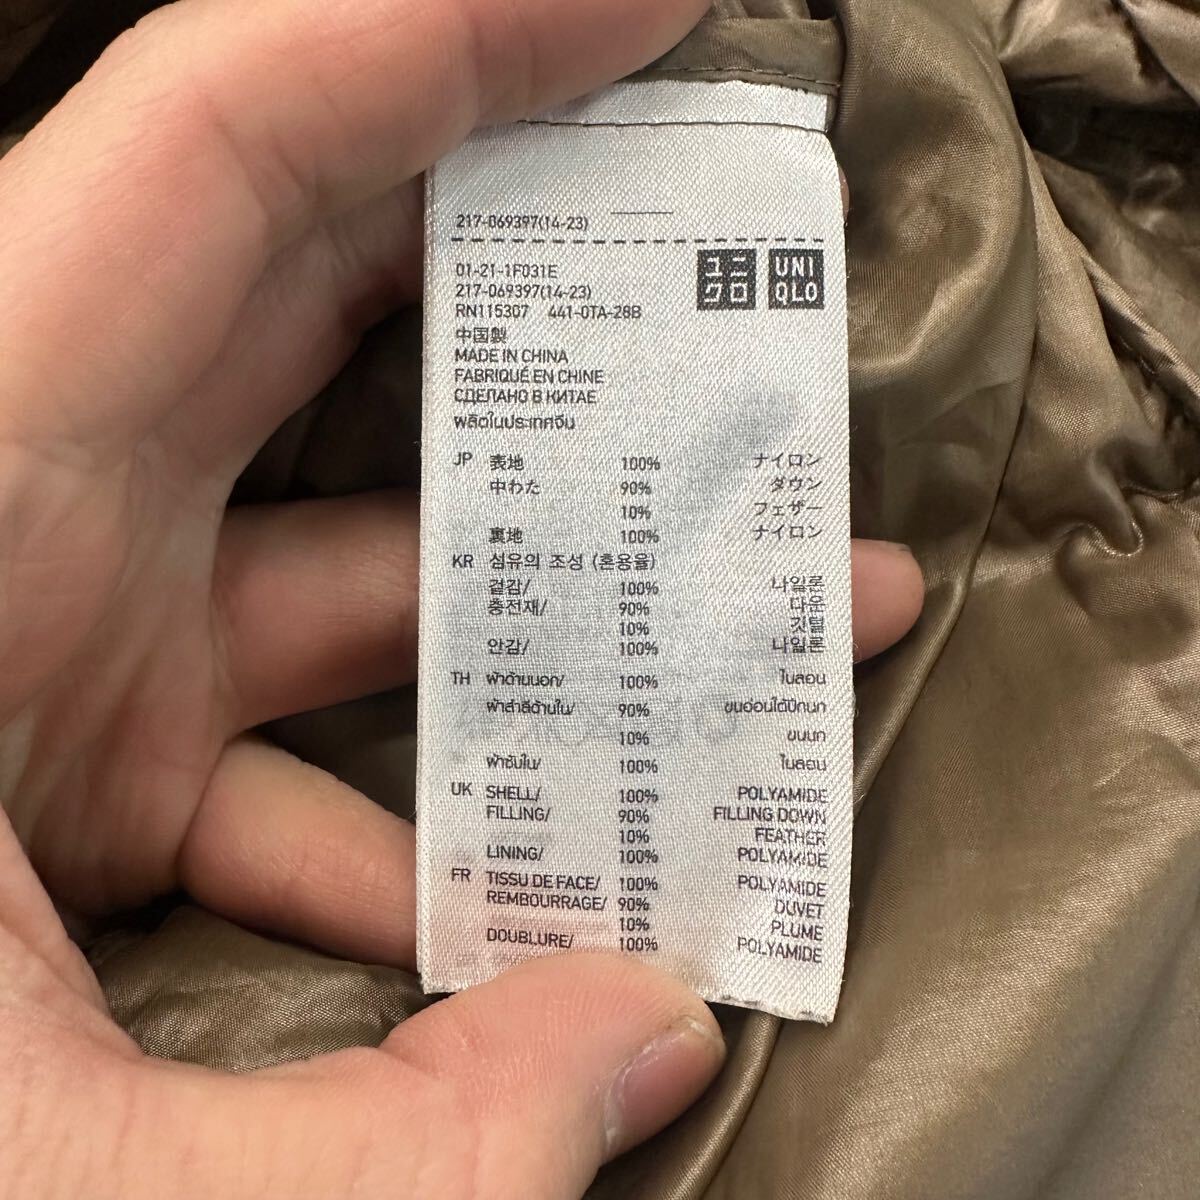 217-069397(14-23)
ユニ
クロ
UNI
QLO
01-21-1F031E
217-069397(14-23)
RN115307 441-0TA-28B
中国製
MADE IN CHINA
FABRIQUÉ EN CHINE
СДЕЛАНО В КИТАЕ
ผลิตในประเทศจีน
JP 表地 100% ナイロン
中わた 90% ダウン
10% フェザー
裏地 100% ナイロン
KR 섬유의 조성 (혼용율)
겉감/ 100% 나일론
충전재/ 90% 다운
10% 깃털
안감/ 100% 나일론
TH ผ้าด้านนอก/ 100% ไนลอน
ผ้าสำลีด้านใน/ 90% ขนอ่อนใต้ปีกนก
10% ขนนก
ผ้าซับใน/ 100% ไนลอน
UK SHELL/ 100% POLYAMIDE
FILLING/ 90% FILLING DOWN
10% FEATHER
LINING/ 100% POLYAMIDE
FR TISSU DE FACE/ 100% POLYAMIDE
REMBOURRAGE/ 90% DUVET
10% PLUME
DOUBLURE/ 100% POLYAMIDE